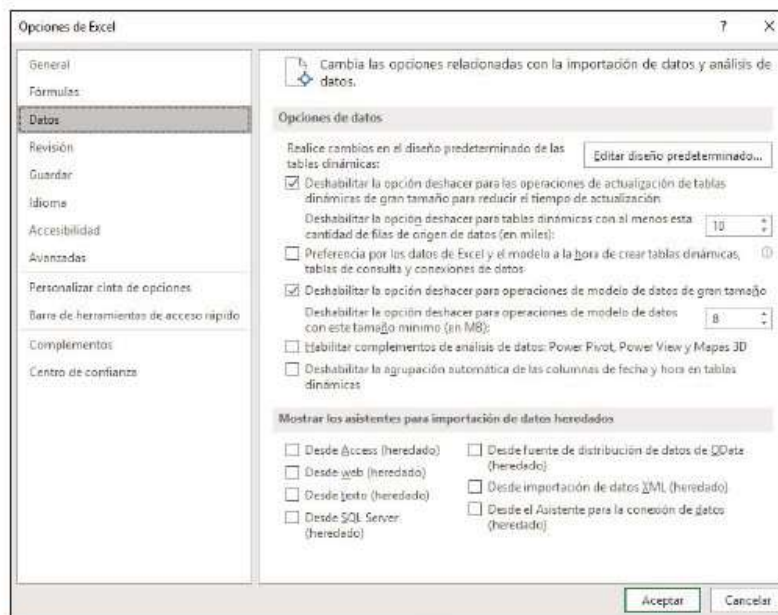 Opciones de Excel
?
X
General
Fórmulas
Datos
Revisión
Guardar
Idioma
Accesibilidad
Avanzadas
Personalizar cinta de opciones
Barra de herramientas de acceso rápido
Complementos
Centro de confianza
Cambia las opciones relacionadas con la importación de datos y análisis de
datos.
Opciones de datos
Realice cambios en el diseño predeterminado de las
tablas dinámicas:
Editar diseño predeterminado...
Deshabilitar la opción deshacer para las operaciones de actualización de tablas
dinámicas de gran tamaño para reducir el tiempo de actualización
Deshabilitar la opción deshacer para tablas dinámicas con al menos esta
cantidad de filas de origen de datos (en miles):
10
Preferencia por los datos de Excel y el modelo a la hora de crear tablas dinámicas,
tablas de consulta y conexiones de datos
Deshabilitar la opción deshacer para operaciones de modelo de datos de gran tamaño
Deshabilitar la opción deshacer para operaciones de modelo de datos
con este tamaño mínimo (en MB):
8
Habilitar complementos de análisis de datos: Power Pivot, Power View y Mapas 3D
Deshabilitar la agrupación automática de las columnas de fecha y hora en tablas
dinámicas
Mostrar los asistentes para importación de datos heredados
Desde Access (heredado)
Desde web (heredado)
Desde texto (heredado)
Desde SQL Server
(heredado)
Desde fuente de distribución de datos de OData
(heredado)
Desde importación de datos XML (heredado)
Desde el Asistente para la conexión de datos
(heredado)
Aceptar
Cancelar